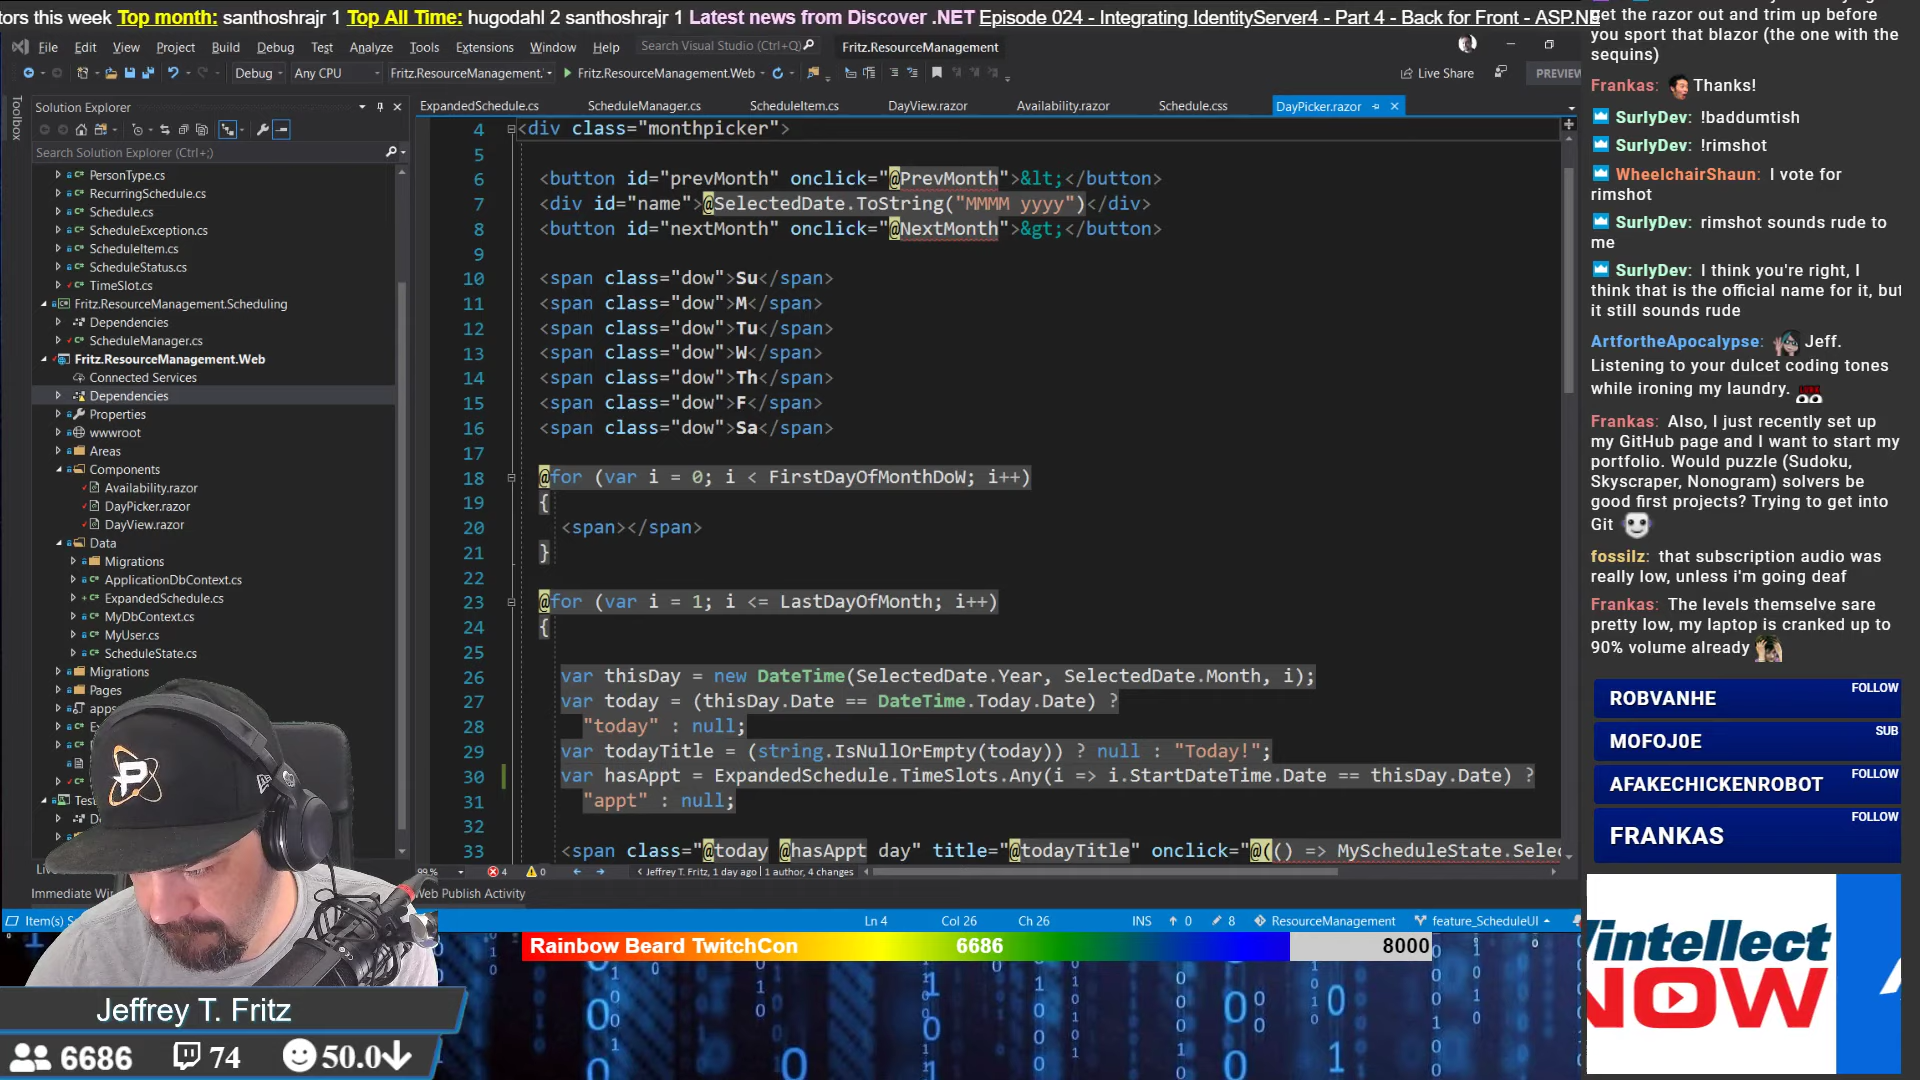 tors this week Top month: santhoshrajr 1 Top All Time: hugodahl 2 santhoshrajr 1 Latest news from Discover .NET Episode 024 - Integrating IdentityServer4 - Part 4 - Back for Front - ASP.NE
File Edit View Project Build Debug Test Analyze Tools Extensions Window Help Search Visual Studio (Ctrl+Q) Fritz.ResourceManagement
Debug Any CPU Fritz.ResourceManagement. Fritz.ResourceManagement.Web Live Share PREVIEW
Toolbox
Solution Explorer
Search Solution Explorer (Ctrl+;)
PersonType.cs
RecurringSchedule.cs
Schedule.cs
ScheduleException.cs
ScheduleItem.cs
ScheduleStatus.cs
TimeSlot.cs
Fritz.ResourceManagement.Scheduling
Dependencies
ScheduleManager.cs
Fritz.ResourceManagement.Web
Connected Services
Dependencies
Properties
wwwroot
Areas
Components
Availability.razor
DayPicker.razor
DayView.razor
Data
Migrations
ApplicationDbContext.cs
ExpandedSchedule.cs
MyDbContext.cs
MyUser.cs
ScheduleState.cs
Migrations
Pages
apps
Test
ExpandedSchedule.cs ScheduleManager.cs ScheduleItem.cs DayView.razor Availability.razor Schedule.css DayPicker.razor
4 <div class="monthpicker">
5
6 <button id="prevMonth" onclick="@PrevMonth">&lt;</button>
7 <div id="name">@SelectedDate.ToString("MMMM yyyy")</div>
8 <button id="nextMonth" onclick="@NextMonth">&gt;</button>
9
10 <span class="dow">Su</span>
11 <span class="dow">M</span>
12 <span class="dow">Tu</span>
13 <span class="dow">W</span>
14 <span class="dow">Th</span>
15 <span class="dow">F</span>
16 <span class="dow">Sa</span>
17
18 @for (var i = 0; i < FirstDayOfMonthDoW; i++)
19 {
20 <span></span>
21 }
22
23 @for (var i = 1; i <= LastDayOfMonth; i++)
24 {
25
26 var thisDay = new DateTime(SelectedDate.Year, SelectedDate.Month, i);
27 var today = (thisDay.Date == DateTime.Today.Date) ?
28 "today" : null;
29 var todayTitle = (string.IsNullOrEmpty(today)) ? null : "Today!";
30 var hasAppt = ExpandedSchedule.TimeSlots.Any(i => i.StartDateTime.Date == thisDay.Date) ?
31 "appt" : null;
32
33 <span class="@today @hasAppt day" title="@todayTitle" onclick="@(() => MyScheduleState.Selec
99 % 4 0 Jeffrey T. Fritz, 1 day ago | 1 author, 4 changes
Immediate Wi Web Publish Activity
Item(s) S Ln 4 Col 26 Ch 26 INS 0 8 ResourceManagement feature_ScheduleUI
get the razor out and trim up before
you sport that blazor (the one with the
sequins)
Frankas: Thanks!
SurlyDev: !baddumtish
SurlyDev: !rimshot
WheelchairShaun: I vote for
rimshot
SurlyDev: rimshot sounds rude to
me
SurlyDev: I think you're right, I
think that is the official name for it, but
it still sounds rude
ArtfortheApocalypse: Jeff.
Listening to your dulcet coding tones
while ironing my laundry.
Frankas: Also, I just recently set up
my GitHub page and I want to start my
portfolio. Would puzzle (Sudoku,
Skyscraper, Nonogram) solvers be
good first projects? Trying to get into
Git
fossilz: that subscription audio was
really low, unless i'm going deaf
Frankas: The levels themselve sare
pretty low, my laptop is cranked up to
90% volume already
ROBVANHE FOLLOW
MOFOJ0E SUB
AFAKECHICKENROBOT FOLLOW
FRANKAS FOLLOW
intellect
NOW
Rainbow Beard TwitchCon 6686 8000
Jeffrey T. Fritz
6686 74 50.0